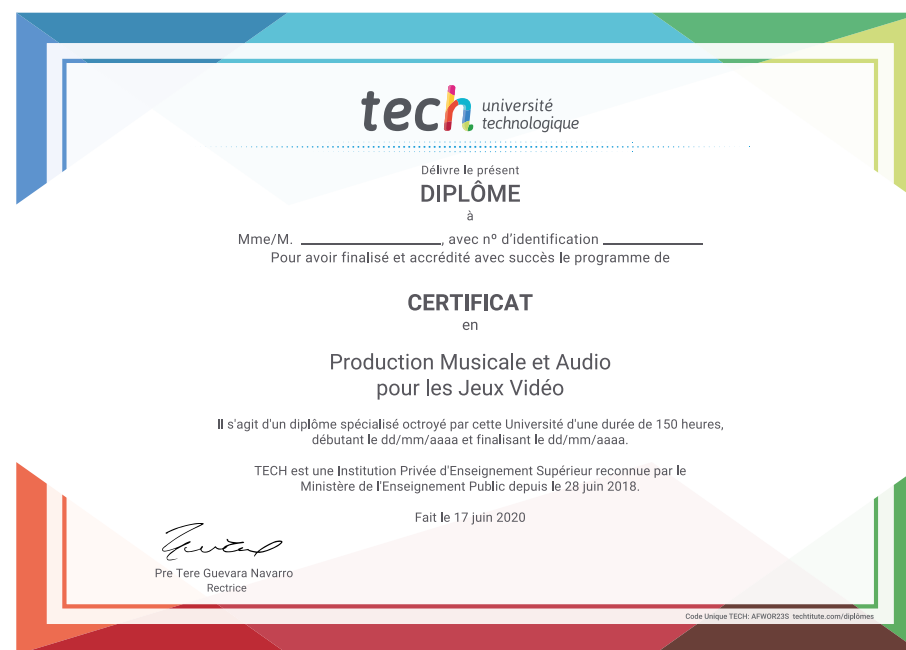 tech université
technologique
Délivre le présent
DIPLÔME
à
Mme/M. ____________________, avec nº d'identification ______________
Pour avoir finalisé et accrédité avec succès le programme de
CERTIFICAT
en
Production Musicale et Audio
pour les Jeux Vidéo
Il s'agit d'un diplôme spécialisé octroyé par cette Université d'une durée de 150 heures,
débutant le dd/mm/aaaa et finalisant le dd/mm/aaaa.
TECH est une Institution Privée d'Enseignement Supérieur reconnue par le
Ministère de l'Enseignement Public depuis le 28 juin 2018.
Fait le 17 juin 2020
Pre Tere Guevara Navarro
Rectrice
Code Unique TECH: AFWOR23S techtitute.com/diplômes